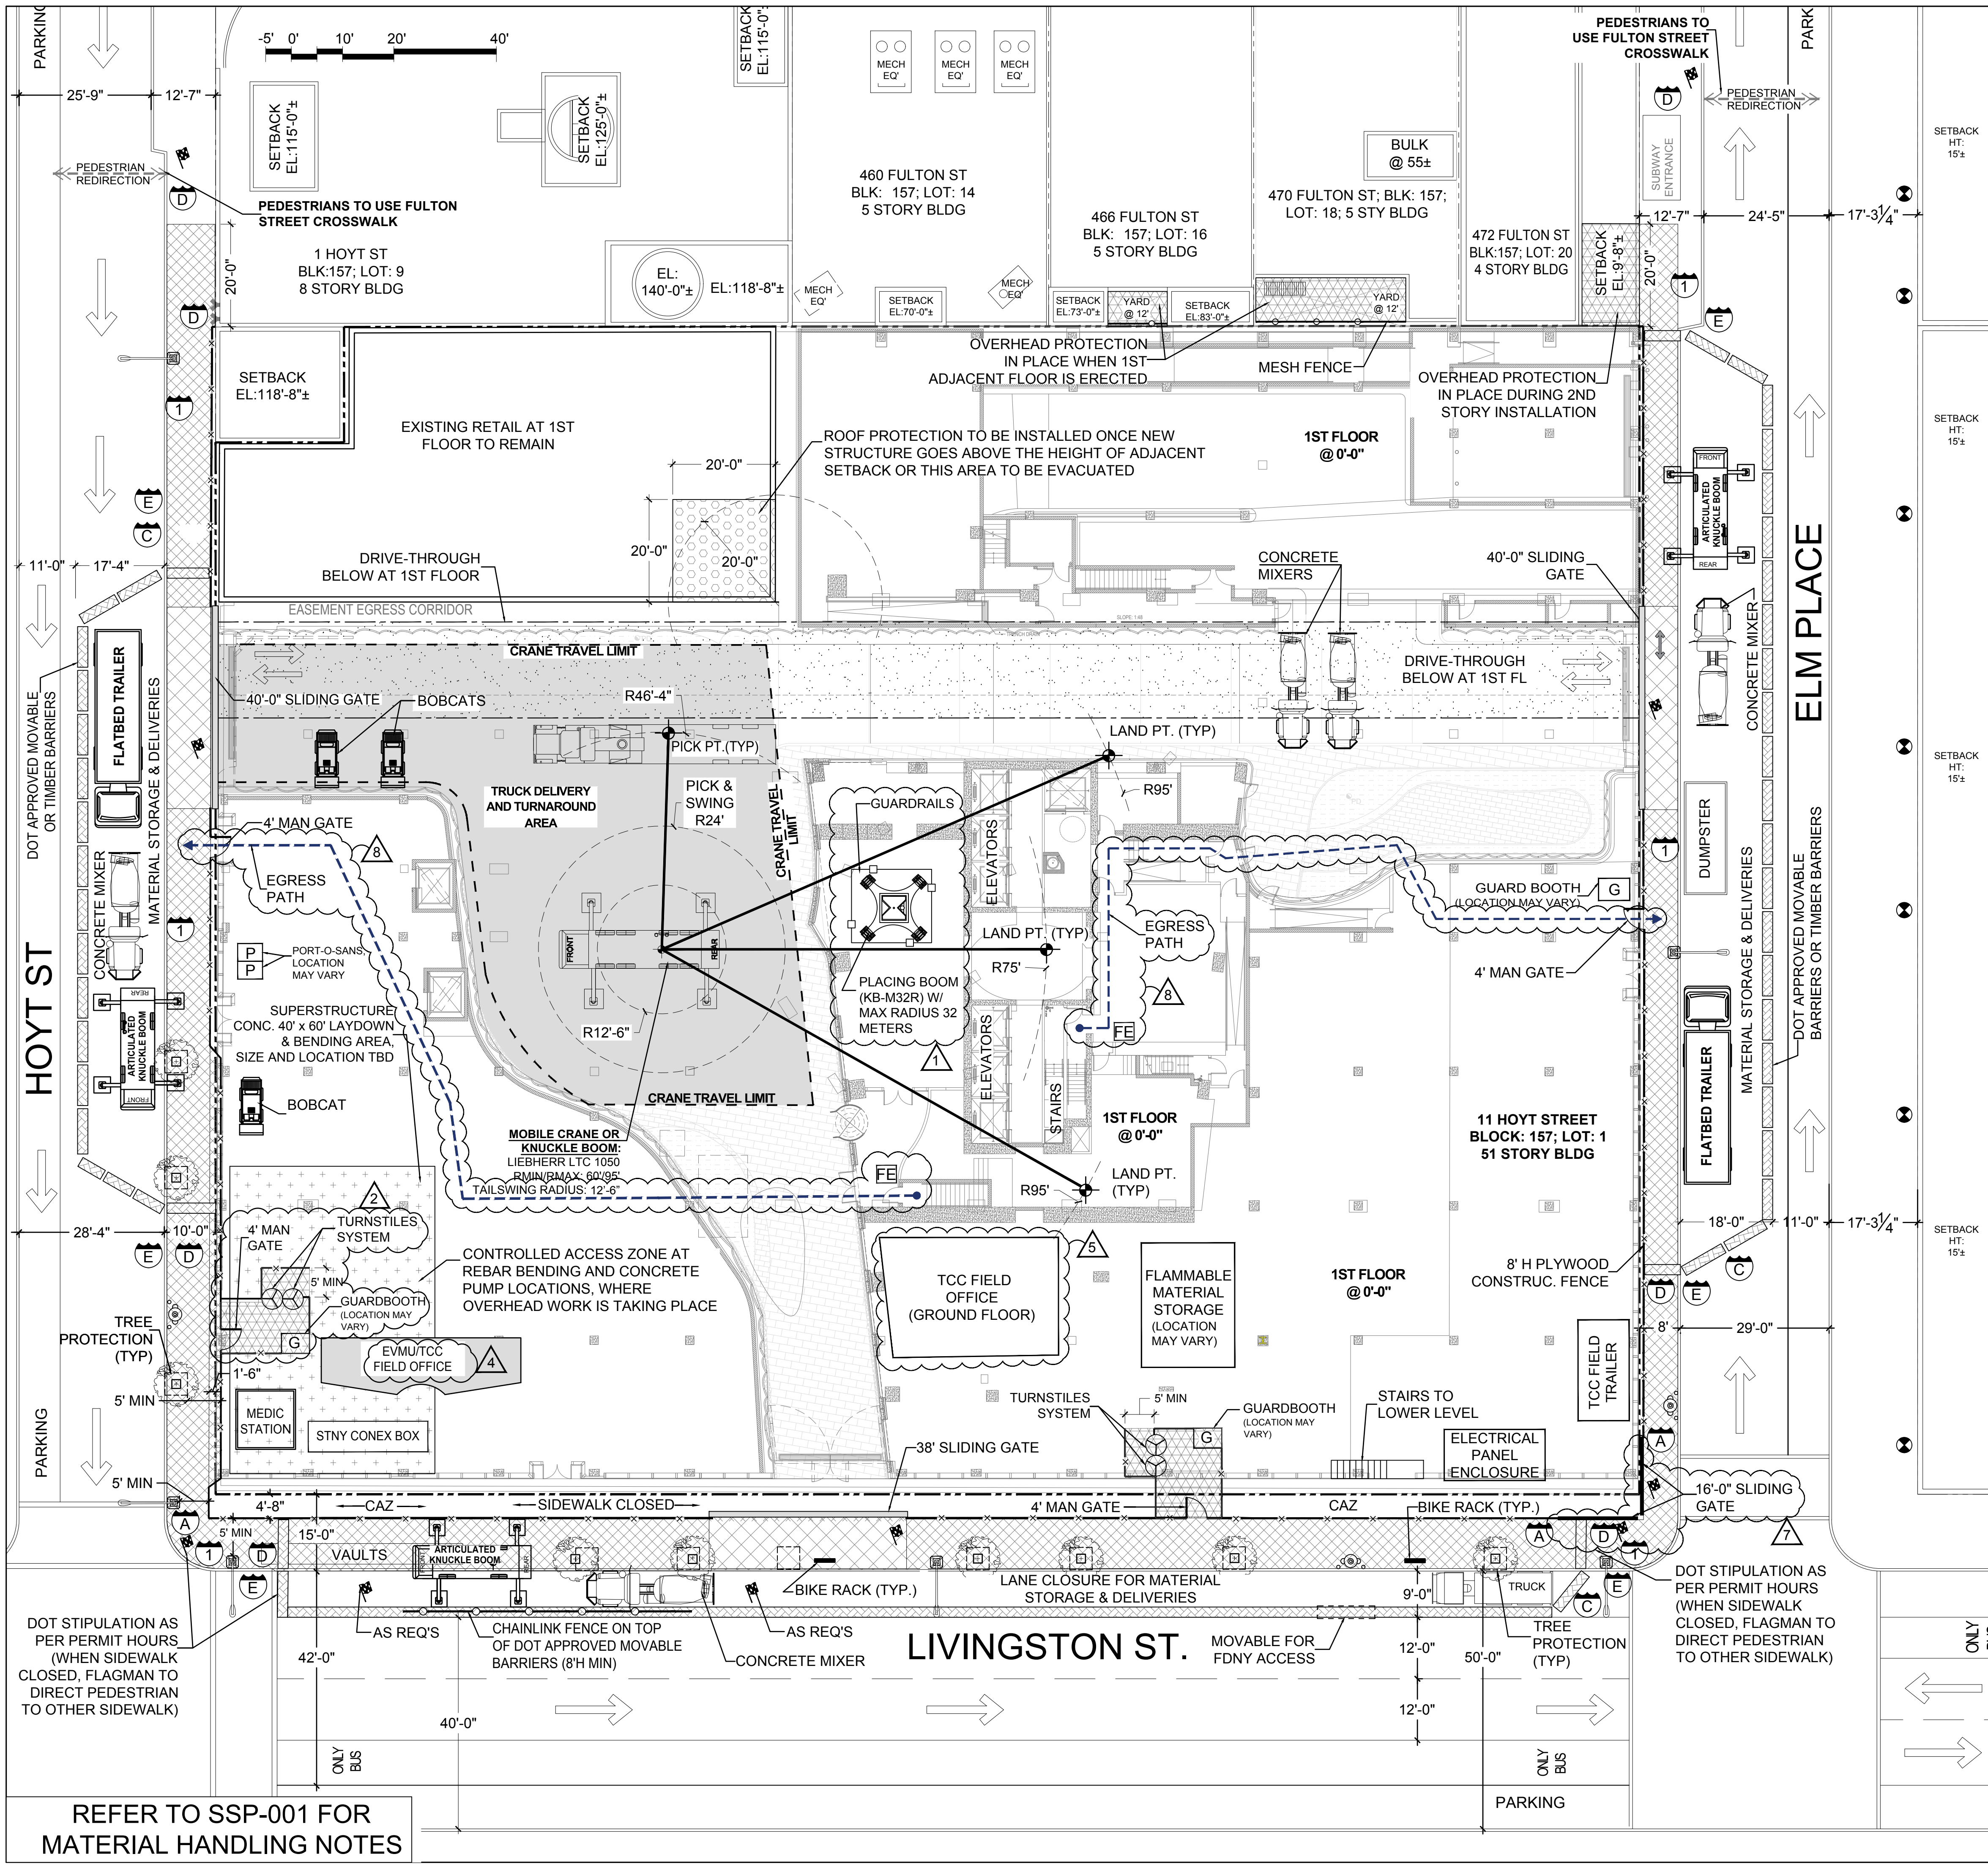 PARKING
-5' 0' 10' 20' 40'
SETBACK
EL:115'-0"±
MECH
EQ'
MECH
EQ'
MECH
EQ'
PEDESTRIANS TO
USE FULTON STREET
CROSSWALK
PARK
25'-9"
12'-7"
SETBACK
EL:115'-0"±
SETBACK
EL:125'-0"±
D
PEDESTRIAN
REDIRECTION
SETBACK
HT:
15'±
BULK
@ 55±
SUBWAY
ENTRANCE
PEDESTRIAN
REDIRECTION
D
PEDESTRIANS TO USE FULTON
STREET CROSSWALK
460 FULTON ST
BLK: 157; LOT: 14
5 STORY BLDG
466 FULTON ST
BLK: 157; LOT: 16
5 STORY BLDG
470 FULTON ST; BLK: 157;
LOT: 18; 5 STY BLDG
472 FULTON ST
BLK:157; LOT: 20
4 STORY BLDG
SETBACK
EL:9'-8"±
12'-7"
24'-5"
17'-3¼"
20'-0"
1
E
1 HOYT ST
BLK:157; LOT: 9
8 STORY BLDG
20'-0"
D
EL:
140'-0"±
EL:118'-8"±
MECH
EQ'
SETBACK
EL:70'-0"±
MECH
EQ'
SETBACK
EL:73'-0"±
YARD
@ 12'
SETBACK
EL:83'-0"±
YARD
@ 12'
OVERHEAD PROTECTION
IN PLACE WHEN 1ST
ADJACENT FLOOR IS ERECTED
MESH FENCE
OVERHEAD PROTECTION
IN PLACE DURING 2ND
STORY INSTALLATION
SETBACK
EL:118'-8"±
1
EXISTING RETAIL AT 1ST
FLOOR TO REMAIN
ROOF PROTECTION TO BE INSTALLED ONCE NEW
STRUCTURE GOES ABOVE THE HEIGHT OF ADJACENT
SETBACK OR THIS AREA TO BE EVACUATED
1ST FLOOR
@ 0'-0"
SETBACK
HT:
15'±
20'-0"
20'-0"
20'-0"
E
C
FRONT
ARTICULATED
KNUCKLE BOOM
REAR
11'-0"
17'-4"
DRIVE-THROUGH
BELOW AT 1ST FLOOR
EASEMENT EGRESS CORRIDOR
CONCRETE
MIXERS
40'-0" SLIDING
GATE
SLOPE: 1:48
TRENCH DRAIN
ELM PLACE
CONCRETE MIXER
CRANE TRAVEL LIMIT
DRIVE-THROUGH
BELOW AT 1ST FL
DOT APPROVED MOVABLE
OR TIMBER BARRIERS
FLATBED TRAILER
MATERIAL STORAGE & DELIVERIES
40'-0" SLIDING GATE
BOBCATS
R46'-4"
PICK PT.(TYP)
LAND PT. (TYP)
SETBACK
HT:
15'±
TRUCK DELIVERY
AND TURNAROUND
AREA
PICK &
SWING
R24'
CRANE TRAVEL
LIMIT
GUARDRAILS
R95'
ELEVATORS
DUMPSTER
4' MAN GATE
8
EGRESS
PATH
1
CONCRETE MIXER
HOYT ST
P
P
PORT-O-SANS,
LOCATION
MAY VARY
FRONT
REAR
R12'-6"
PLACING BOOM
(KB-M32R) W/
MAX RADIUS 32
METERS
1
LAND PT. (TYP)
R75'
EGRESS
PATH
8
FE
GUARD BOOTH
(LOCATION MAY VARY)
G
1
4' MAN GATE
MATERIAL STORAGE & DELIVERIES
DOT APPROVED MOVABLE
BARRIERS OR TIMBER BARRIERS
FLATBED TRAILER
REAR
ARTICULATED
KNUCKLE BOOM
FRONT
SUPERSTRUCTURE
CONC. 40' x 60' LAYDOWN
& BENDING AREA,
SIZE AND LOCATION TBD
BOBCAT
CRANE TRAVEL LIMIT
MOBILE CRANE OR
KNUCKLE BOOM:
LIEBHERR LTC 1050
RMIN/RMAX: 60'/95'
TAILSWING RADIUS: 12'-6"
FE
ELEVATORS
STAIRS
1ST FLOOR
@ 0'-0"
R95'
LAND PT.
(TYP)
11 HOYT STREET
BLOCK: 157; LOT: 1
51 STORY BLDG
28'-4"
10'-0"
E
D
4' MAN
GATE
2
TURNSTILES
SYSTEM
5' MIN
GUARDBOOTH
(LOCATION MAY
VARY)
G
CONTROLLED ACCESS ZONE AT
REBAR BENDING AND CONCRETE
PUMP LOCATIONS, WHERE
OVERHEAD WORK IS TAKING PLACE
5
TCC FIELD
OFFICE
(GROUND FLOOR)
FLAMMABLE
MATERIAL
STORAGE
(LOCATION
MAY VARY)
1ST FLOOR
@ 0'-0"
8' H PLYWOOD
CONSTRUC. FENCE
18'-0"
11'-0"
17'-3¼"
SETBACK
HT:
15'±
C
D
E
8'
29'-0"
TREE
PROTECTION
(TYP)
1'-6"
5' MIN
EVMU/TCC
FIELD OFFICE
4
MEDIC
STATION
STNY CONEX BOX
PARKING
5' MIN
TURNSTILES
SYSTEM
5' MIN
GUARDBOOTH
(LOCATION MAY
VARY)
G
STAIRS TO
LOWER LEVEL
TCC FIELD
TRAILER
ELECTRICAL
PANEL
ENCLOSURE
A
38' SLIDING GATE
4'-8"
CAZ
SIDEWALK CLOSED
4' MAN GATE
CAZ
BIKE RACK (TYP.)
16'-0" SLIDING
GATE
7
A
1
5' MIN
D
E
15'-0"
VAULTS
FRONT
ARTICULATED
KNUCKLE BOOM
REAR
BIKE RACK (TYP.)
LANE CLOSURE FOR MATERIAL
STORAGE & DELIVERIES
9'-0"
TRUCK
A
D
1
E
C
DOT STIPULATION AS
PER PERMIT HOURS
(WHEN SIDEWALK
CLOSED, FLAGMAN TO
DIRECT PEDESTRIAN
TO OTHER SIDEWALK)
AS REQ'S
CHAINLINK FENCE ON TOP
OF DOT APPROVED MOVABLE
BARRIERS (8'H MIN)
AS REQ'S
CONCRETE MIXER
LIVINGSTON ST.
MOVABLE FOR
FDNY ACCESS
12'-0"
50'-0"
TREE
PROTECTION
(TYP)
DOT STIPULATION AS
PER PERMIT HOURS
(WHEN SIDEWALK
CLOSED, FLAGMAN TO
DIRECT PEDESTRIAN
TO OTHER SIDEWALK)
ONLY
42'-0"
40'-0"
12'-0"
ONLY
BUS
ONLY
BUS
PARKING
REFER TO SSP-001 FOR
MATERIAL HANDLING NOTES